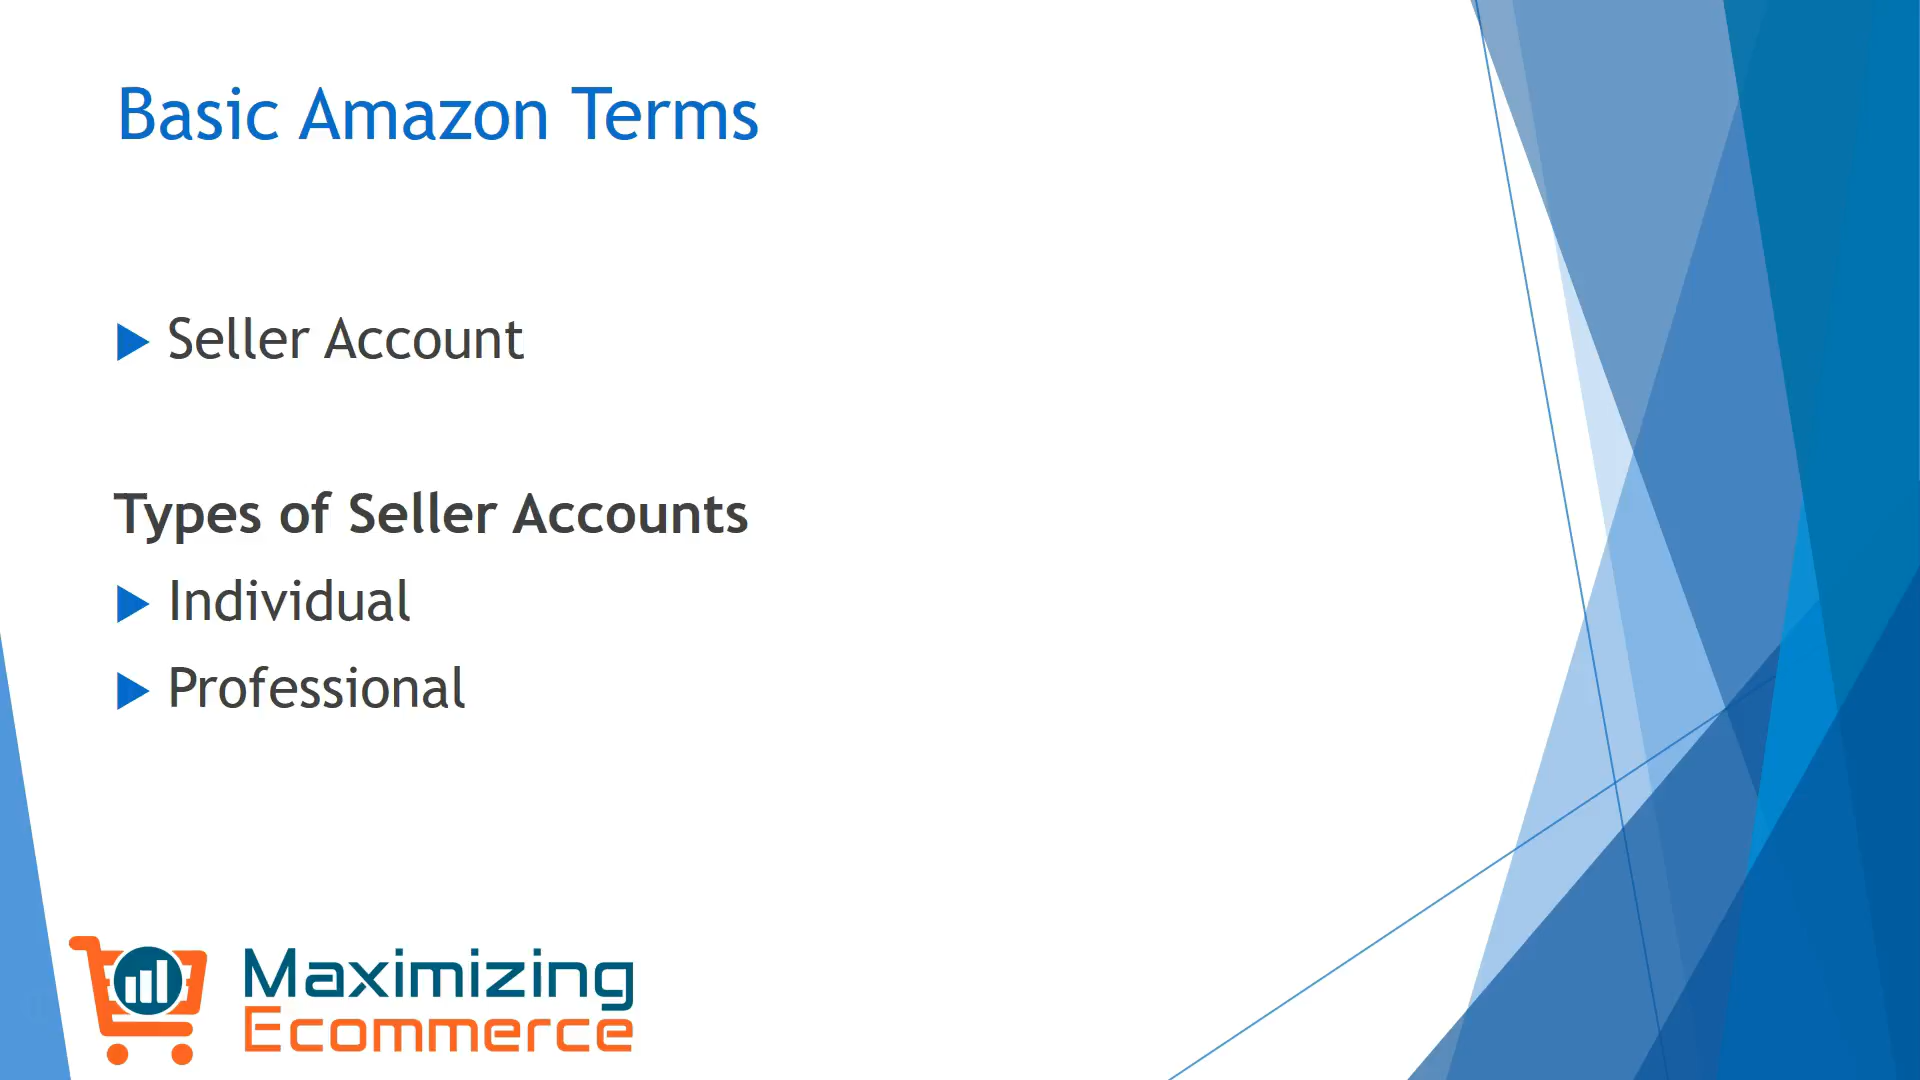 Basic Amazon Terms
Seller Account
Types of Seller Accounts
Individual
Professional
Maximizing
Ecommerce